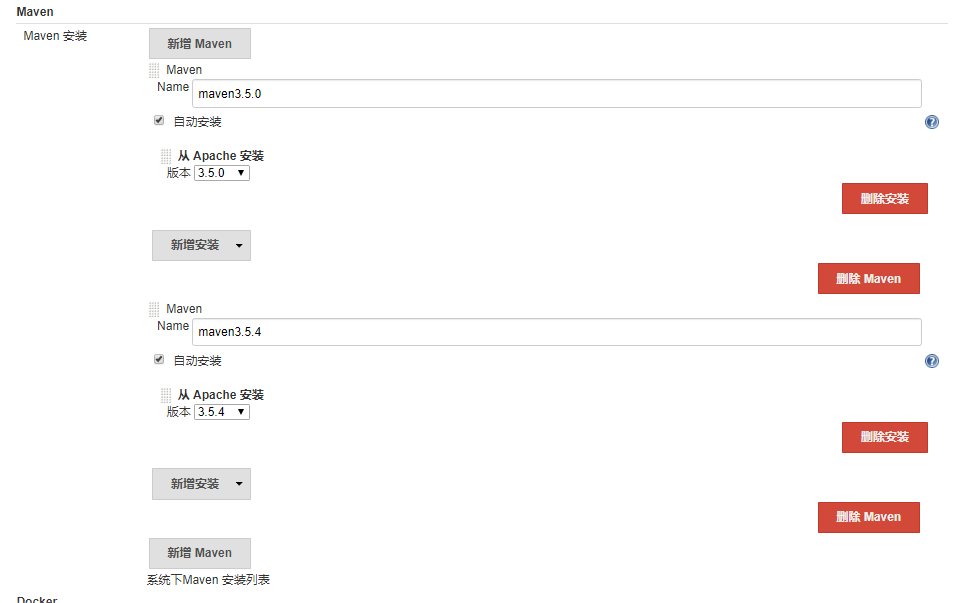 Maven
Maven 安装
新增 Maven
Maven
Name maven3.5.0
自动安装
从 Apache 安装
版本 3.5.0
删除安装
新增安装
删除 Maven
Maven
Name maven3.5.4
自动安装
从 Apache 安装
版本 3.5.4
删除安装
新增安装
删除 Maven
新增 Maven
系统下Maven 安装列表
Docker